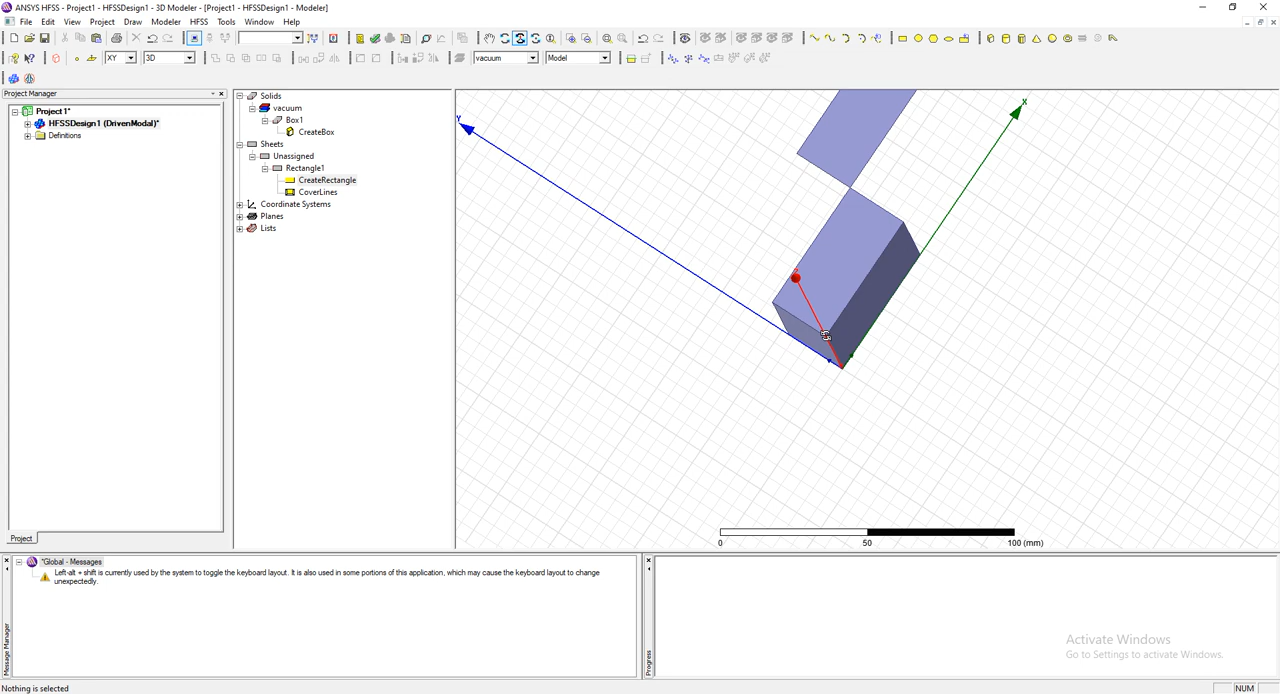 ANSYS HFSS - Project1 - HFSSDesign1 - 3D Modeler - [Project1 - HFSSDesign1 - Modeler]
File Edit View Project Draw Modeler HFSS Tools Window Help
XY 3D vacuum Model
Project Manager
Project1*
HFSSDesign1 (DrivenModal)*
Definitions
Project
Solids
vacuum
Box1
CreateBox
Sheets
Unassigned
Rectangle1
CreateRectangle
CoverLines
Coordinate Systems
Planes
Lists
X
Y
0 50 100 (mm)
*Global - Messages
Left-alt + shift is currently used by the system to toggle the keyboard layout. It is also used in some portions of this application, which may cause the keyboard layout to change
unexpectedly.
Message Manager
Progress
Activate Windows
Go to Settings to activate Windows.
Nothing is selected
NUM